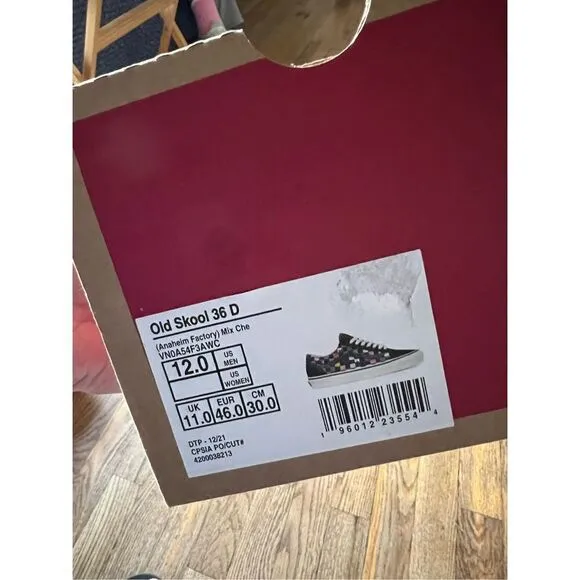 Old Skool 36 D
(Anaheim Factory) Mix Che
VN0A54F3AWC
12.0 US MEN
US WOMEN
UK EUR CM
11.0 46.0 30.0
DTP - 12/21
CPSIA PO/CUT#
4200038213
1 96012 23554 4